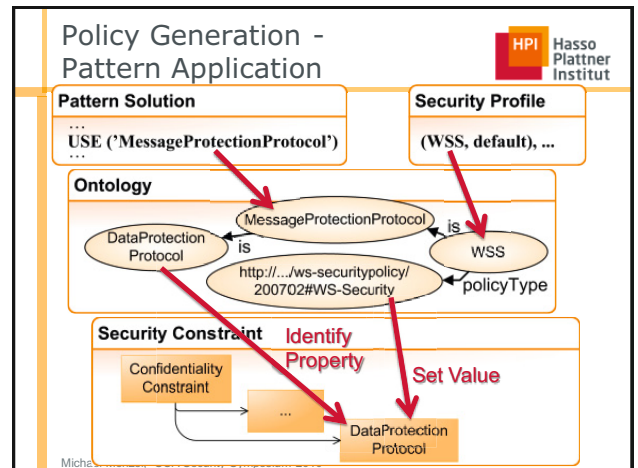 Policy Generation -
Pattern Application
HPI Hasso
Plattner
Institut
Pattern Solution
...
USE ('MessageProtectionProtocol')
...
Security Profile
(WSS, default), ...
Ontology
MessageProtectionProtocol
is
is
DataProtection
Protocol
WSS
http://.../ws-securitypolicy/
200702#WS-Security
policyType
Security Constraint
Identify
Property
Set Value
Confidentiality
Constraint
...
DataProtection
Protocol